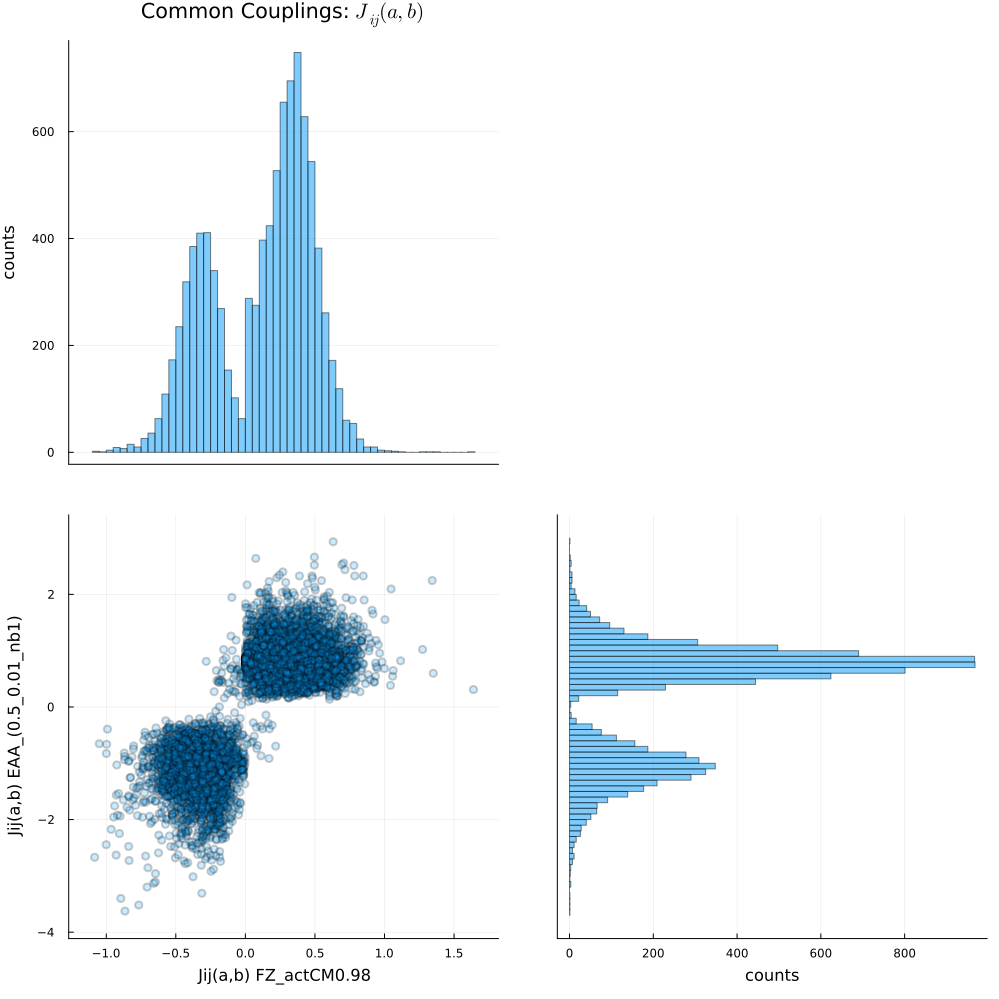 Common Couplings: J_ij(a, b)
600
400
200
0
counts
2
0
−2
−4
Jij(a,b) EAA_(0.5_0.01_nb1)
−1.0 −0.5 0.0 0.5 1.0 1.5
Jij(a,b) FZ_actCM0.98
0 200 400 600 800
counts